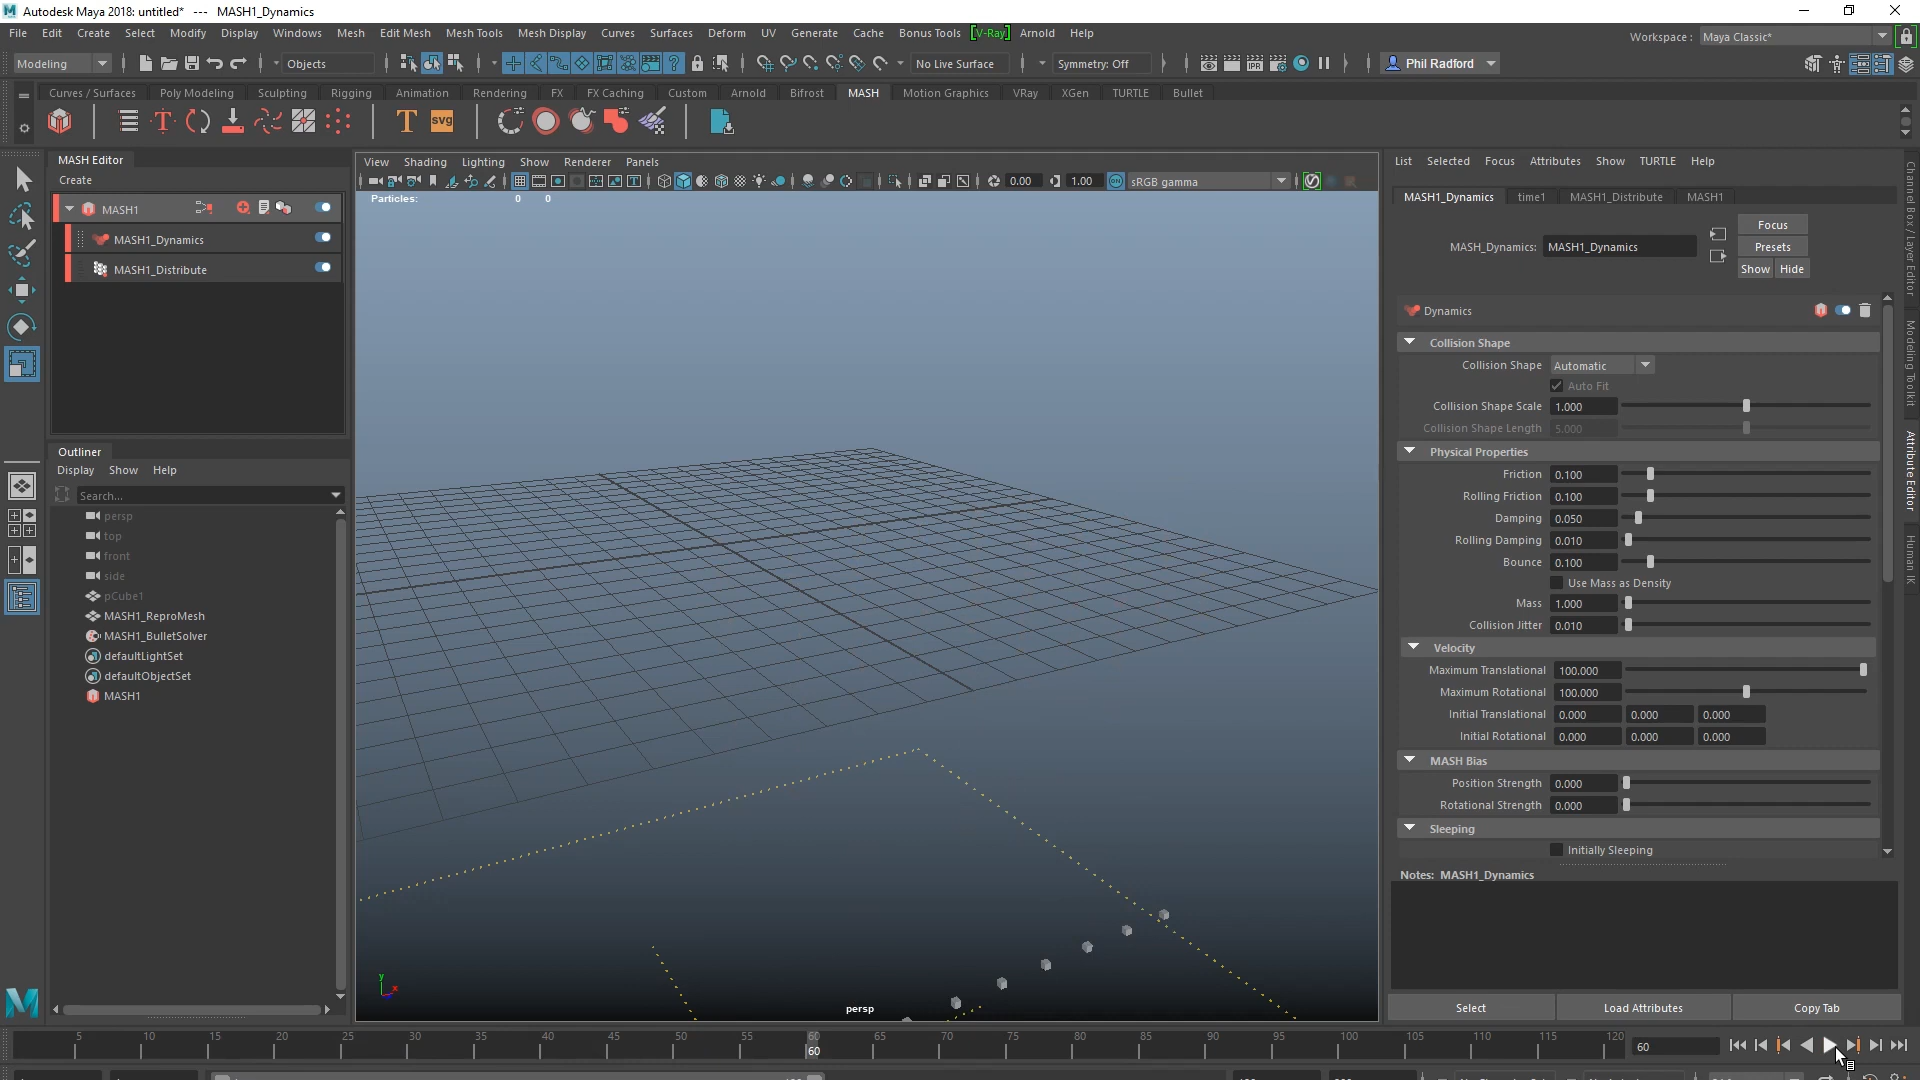 Autodesk Maya 2018: untitled* --- MASH1_Dynamics
File Edit Create Select Modify Display Windows Mesh Edit Mesh Mesh Tools Mesh Display Curves Surfaces Deform UV Generate Cache Bonus Tools [V-Ray] Arnold Help
Workspace : Maya Classic*
Modeling Objects No Live Surface Symmetry: Off Phil Radford
Curves / Surfaces Poly Modeling Sculpting Rigging Animation Rendering FX FX Caching Custom Arnold Bifrost MASH Motion Graphics VRay XGen TURTLE Bullet
T T SVG
MASH Editor
Create
MASH1
MASH1_Dynamics
MASH1_Distribute
Outliner
Display Show Help
Search...
persp
top
front
side
pCube1
MASH1_ReproMesh
MASH1_BulletSolver
defaultLightSet
defaultObjectSet
MASH1
View Shading Lighting Show Renderer Panels
0.00 1.00 ON sRGB gamma
Particles: 0 0
y
x
persp
List Selected Focus Attributes Show TURTLE Help
MASH1_Dynamics time1 MASH1_Distribute MASH1
MASH_Dynamics: MASH1_Dynamics
Focus
Presets
Show Hide
Dynamics
Collision Shape
Collision Shape Automatic
Auto Fit
Collision Shape Scale 1.000
Collision Shape Length 5.000
Physical Properties
Friction 0.100
Rolling Friction 0.100
Damping 0.050
Rolling Damping 0.010
Bounce 0.100
Use Mass as Density
Mass 1.000
Collision Jitter 0.010
Velocity
Maximum Translational 100.000
Maximum Rotational 100.000
Initial Translational 0.000 0.000 0.000
Initial Rotational 0.000 0.000 0.000
MASH Bias
Position Strength 0.000
Rotational Strength 0.000
Sleeping
Initially Sleeping
Notes: MASH1_Dynamics
Select Load Attributes Copy Tab
Channel Box / Layer Editor
Modeling Toolkit
Attribute Editor
Human IK
5 10 15 20 25 30 35 40 45 50 55 60 65 70 75 80 85 90 95 100 105 110 115 120
60
60